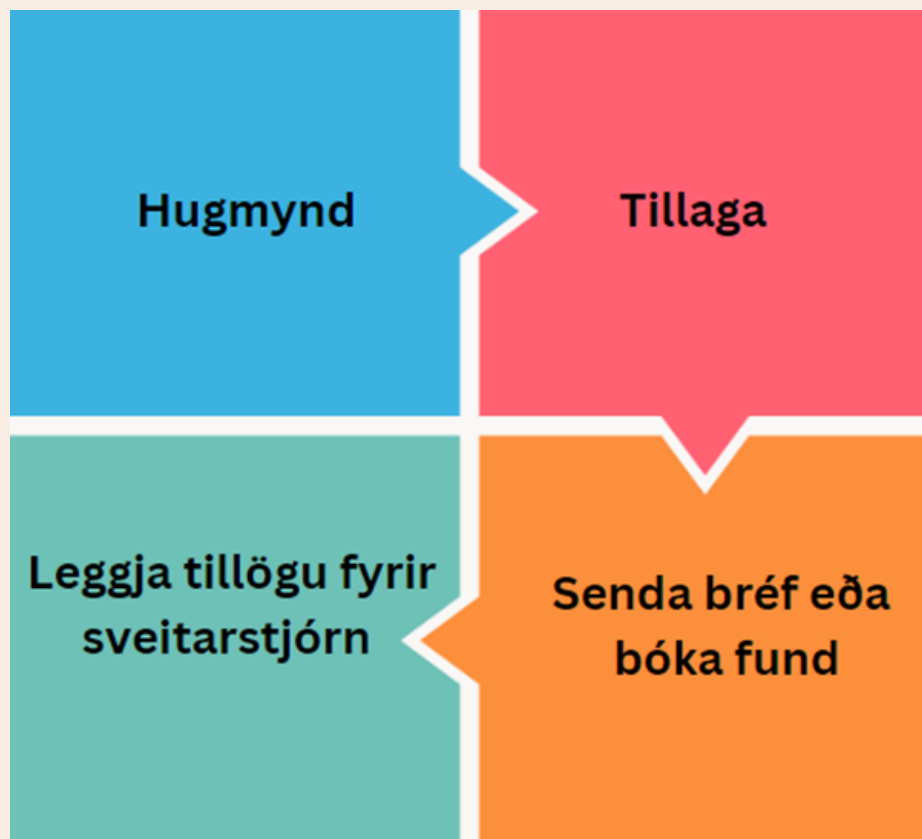 Hugmynd
Tillaga
Senda bréf eða
bóka fund
Leggja tillögu fyrir
sveitarstjórn